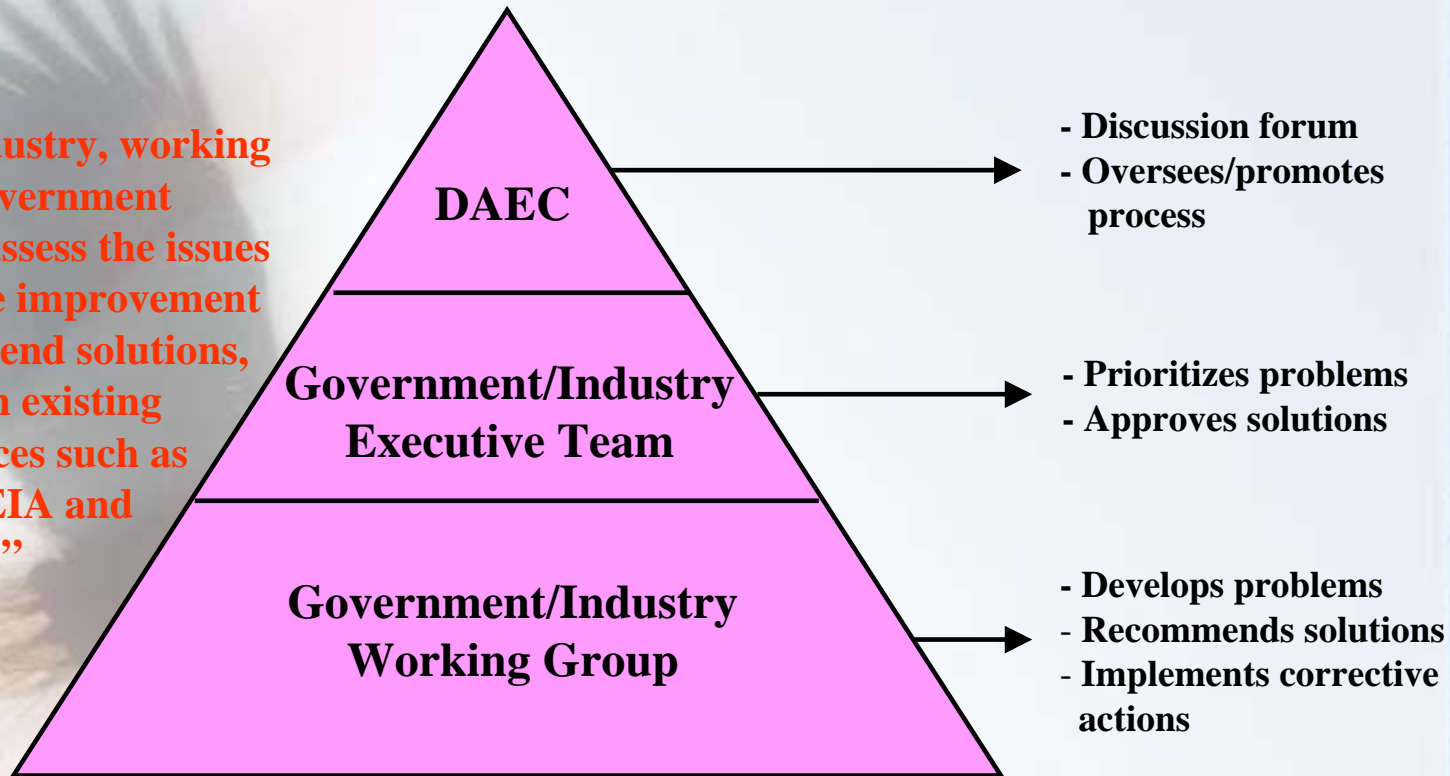 dustry, working
vernment
assess the issues
e improvement
end solutions,
n existing
ces such as
EIA and
”
DAEC
Government/Industry
Executive Team
Government/Industry
Working Group
- Discussion forum
- Oversees/promotes
process
- Prioritizes problems
- Approves solutions
- Develops problems
- Recommends solutions
- Implements corrective
actions